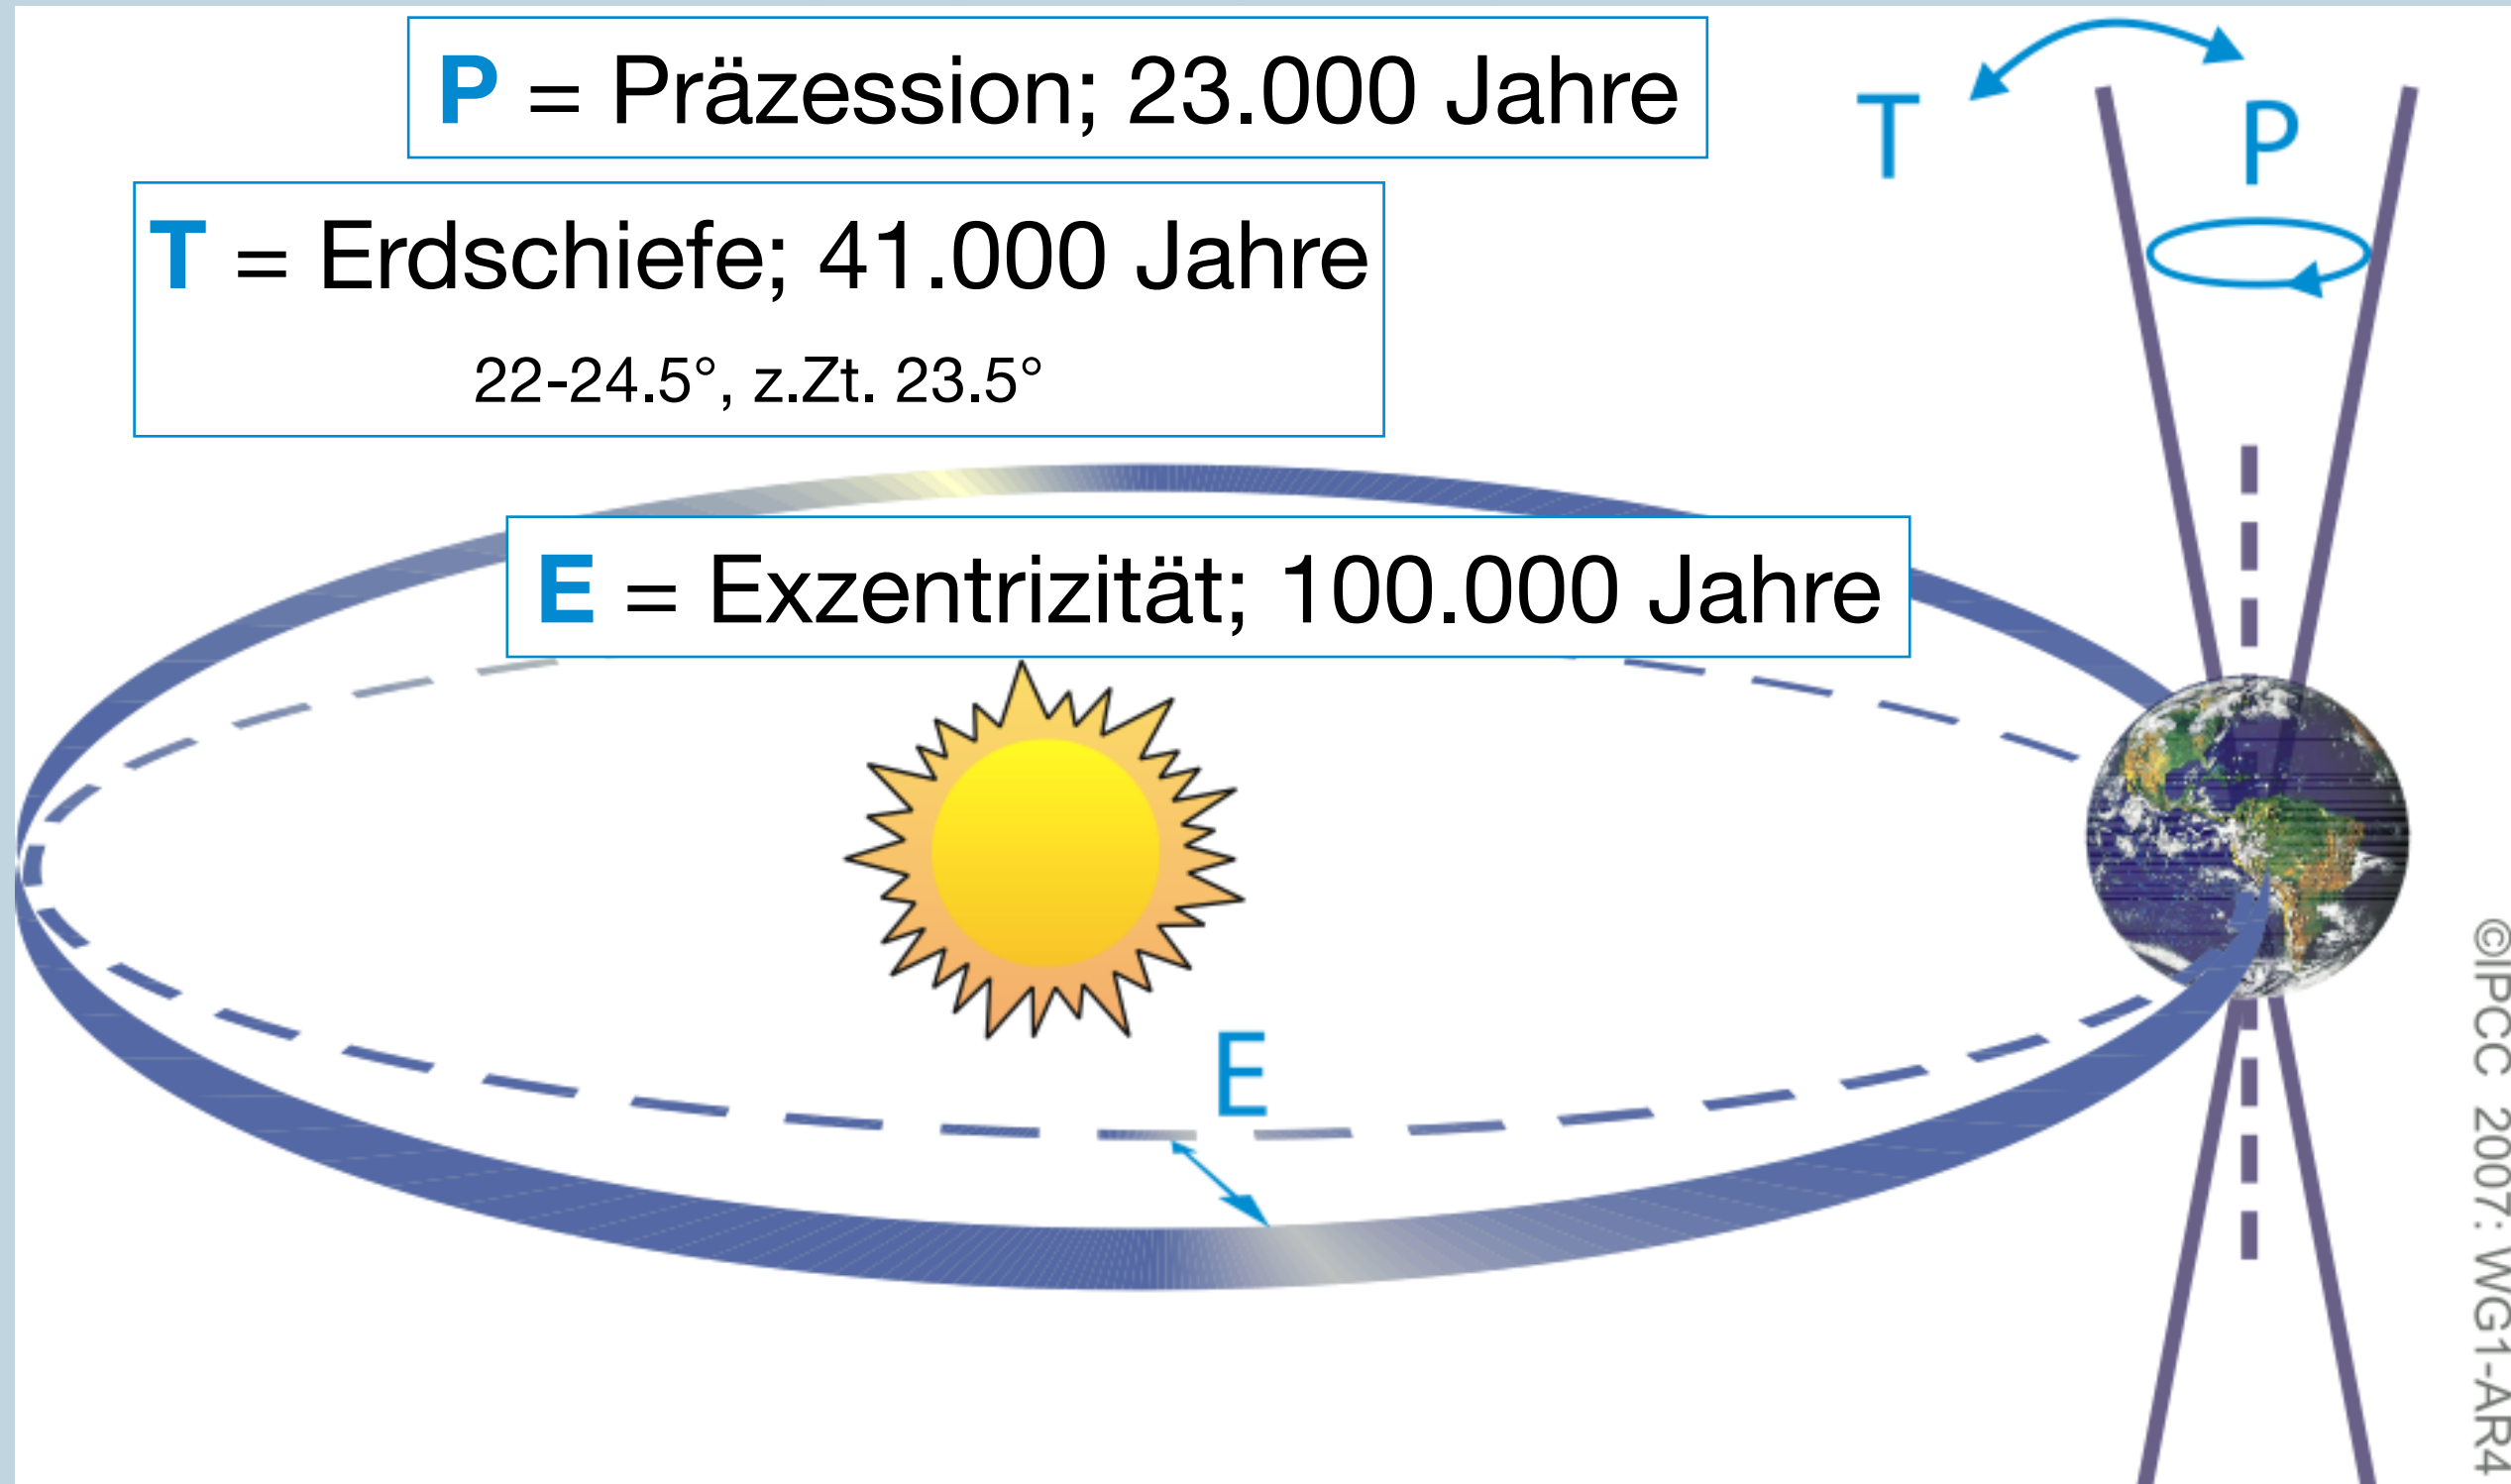 P = Präzession; 23.000 Jahre
T = Erdschiefe; 41.000 Jahre
22-24.5°, z.Zt. 23.5°
T
P
E = Exzentrizität; 100.000 Jahre
E
©IPCC 2007: WG1-AR4